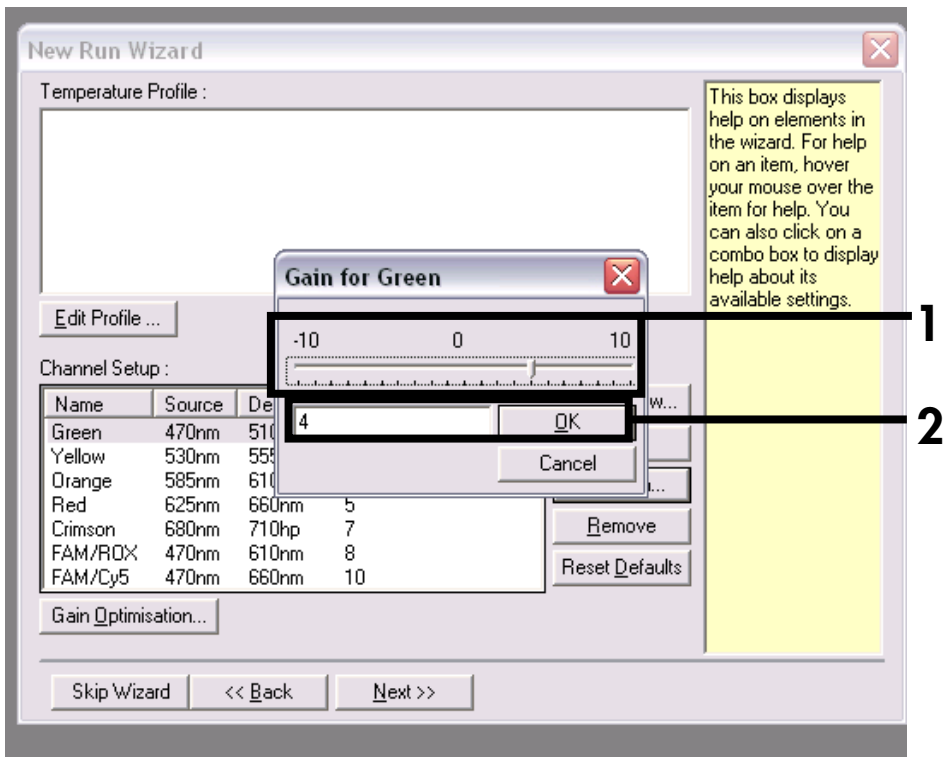 New Run Wizard
Temperature Profile :
This box displays
help on elements in
the wizard. For help
on an item, hover
your mouse over the
item for help. You
can also click on a
combo box to display
help about its
available settings.
Edit Profile ...
Gain for Green
-10 0 10
1
4 OK
2
Cancel
Channel Setup :
Name Source
Green 470nm
Yellow 530nm
Orange 585nm
Red 625nm 660nm 5
Crimson 680nm 710hp 7
FAM/ROX 470nm 610nm 8
FAM/Cy5 470nm 660nm 10
Remove
Reset Defaults
Gain Optimisation...
Skip Wizard << Back Next >>